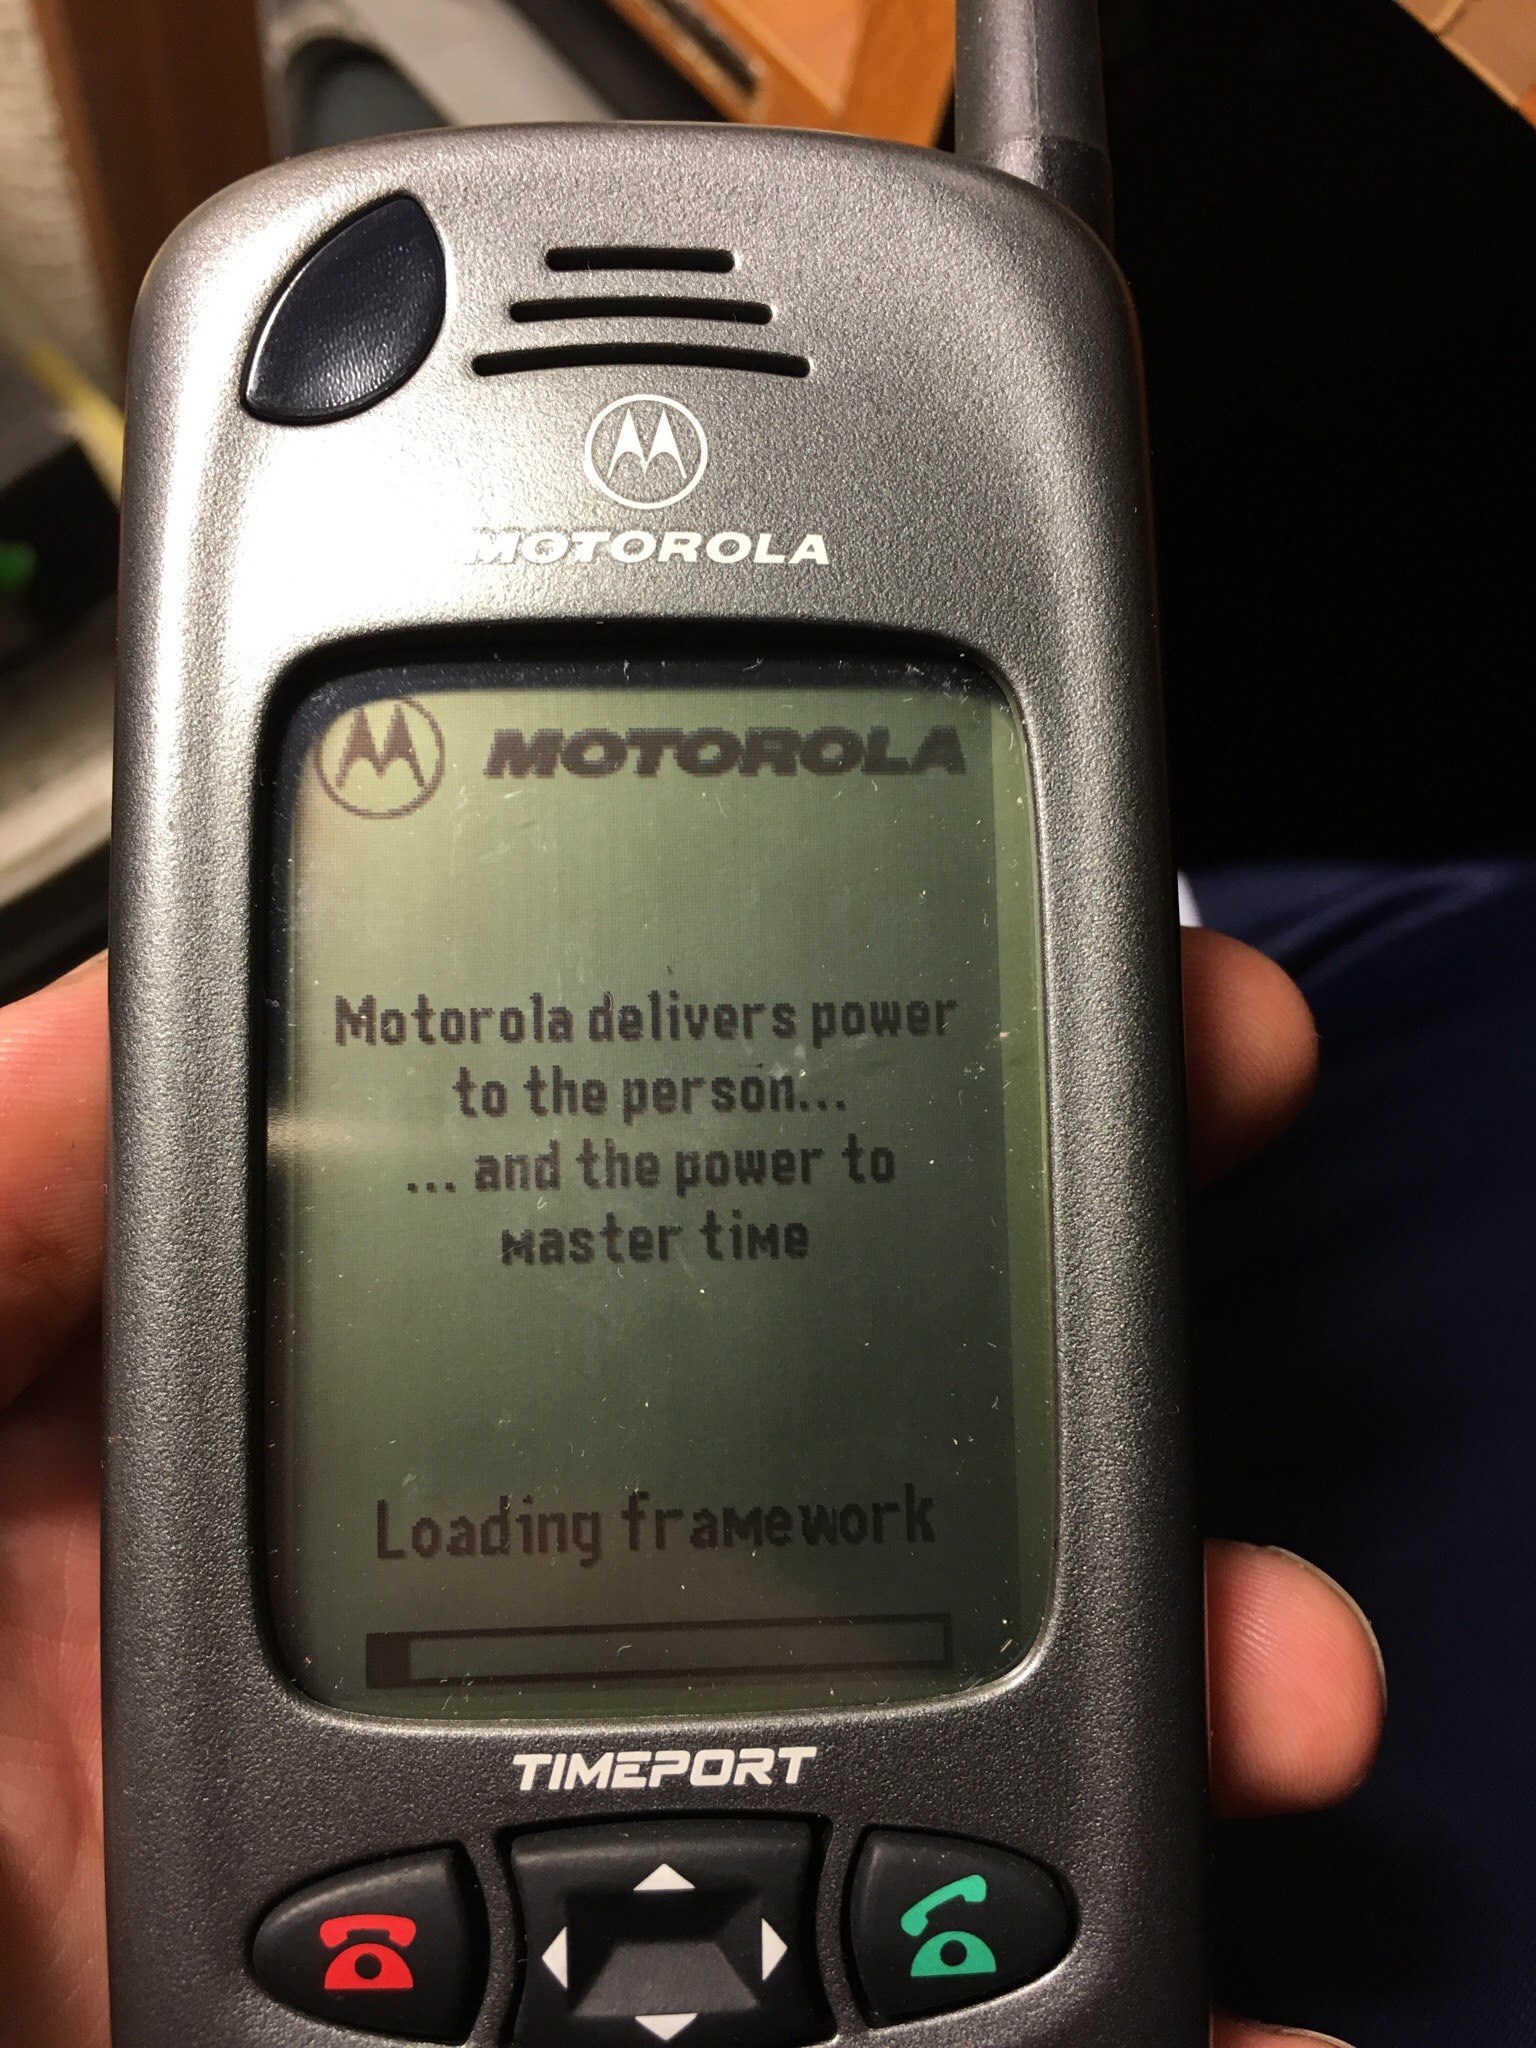 MOTOROLA
MOTOROLA
Motorola delivers power
to the person...
... and the power to
master time
Loading framework
TIMEPORT